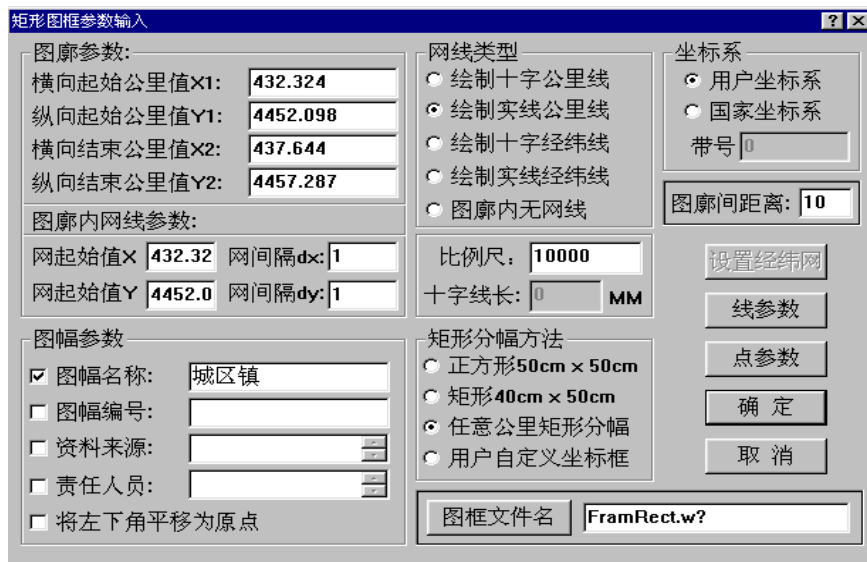 矩形图框参数输入
图廓参数:
横向起始公里值X1: 432.324
纵向起始公里值Y1: 4452.098
横向结束公里值X2: 437.644
纵向结束公里值Y2: 4457.287
图廓内网线参数:
网起始值X 432.32 网间隔dx: 1
网起始值Y 4452.0 网间隔dy: 1
图幅参数
图幅名称: 城区镇
图幅编号:
资料来源:
责任人员:
将左下角平移为原点
网线类型
绘制十字公里线
绘制实线公里线
绘制十字经纬线
绘制实线经纬线
图廓内无网线
比例尺: 10000
十字线长: 0 MM
矩形分幅方法
正方形50cm x 50cm
矩形40cm x 50cm
任意公里矩形分幅
用户自定义坐标框
图框文件名 FramRect.w?
坐标系
用户坐标系
国家坐标系
带号 0
图廓间距离: 10
设置经纬网
线参数
点参数
确 定
取 消